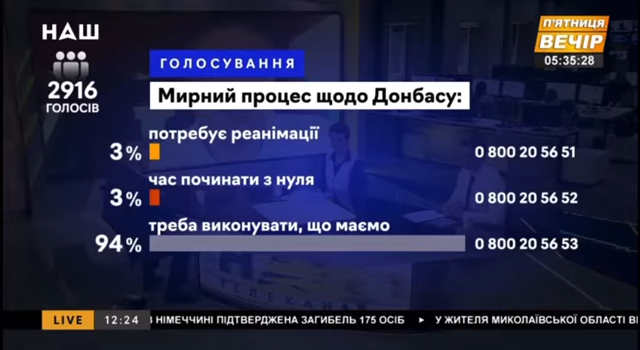 НАШ
2916
ГОЛОСІВ
П'ЯТНИЦЯ
ВЕЧІР
05:35:28
ГОЛОСУВАННЯ
Мирний процес щодо Донбасу:
потребує реанімації
3% 0 800 20 56 51
час починати з нуля
3% 0 800 20 56 52
треба виконувати, що маємо
94% 0 800 20 56 53
ТЕЛЕКАНАЛ
LIVE 12:24 В НІМЕЧЧИНІ ПІДТВЕРДЖЕНА ЗАГИБЕЛЬ 175 ОСІБ ► У ЖИТЕЛЯ МИКОЛАЇВСЬКОЇ ОБЛАСТІ ВІ